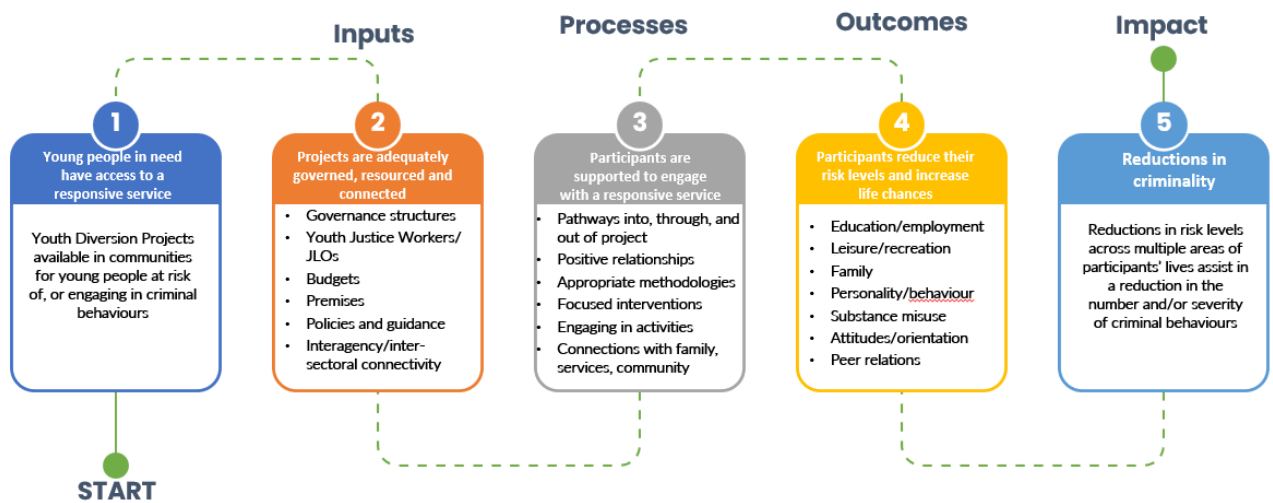 Inputs
Processes
Outcomes
Impact
1
Young people in need
have access to a
responsive service
Youth Diversion Projects
available in communities
for young people at risk
of, or engaging in criminal
behaviours
START
2
Projects are adequately
governed, resourced and
connected
• Governance structures
• Youth Justice Workers/
JLOs
• Budgets
• Premises
• Policies and guidance
• Interagency/inter-
sectoral connectivity
3
Participants are
supported to engage
with a responsive service
• Pathways into, through, and
out of project
• Positive relationships
• Appropriate methodologies
• Focused interventions
• Engaging in activities
• Connections with family,
services, community
4
Participants reduce their
risk levels and increase
life chances
• Education/employment
• Leisure/recreation
• Family
• Personality/behaviour
• Substance misuse
• Attitudes/orientation
• Peer relations
5
Reductions in
criminality
Reductions in risk levels
across multiple areas of
participants’ lives assist in
a reduction in the
number and/or severity
of criminal behaviours